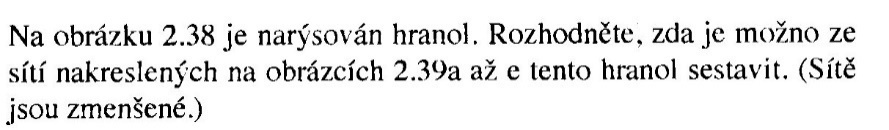 Na obrázku 2.38 je narýsován hranol. Rozhodněte, zda je možno ze
sítí nakreslených na obrázcích 2.39a až e tento hranol sestavit. (Sítě
jsou zmenšené.)